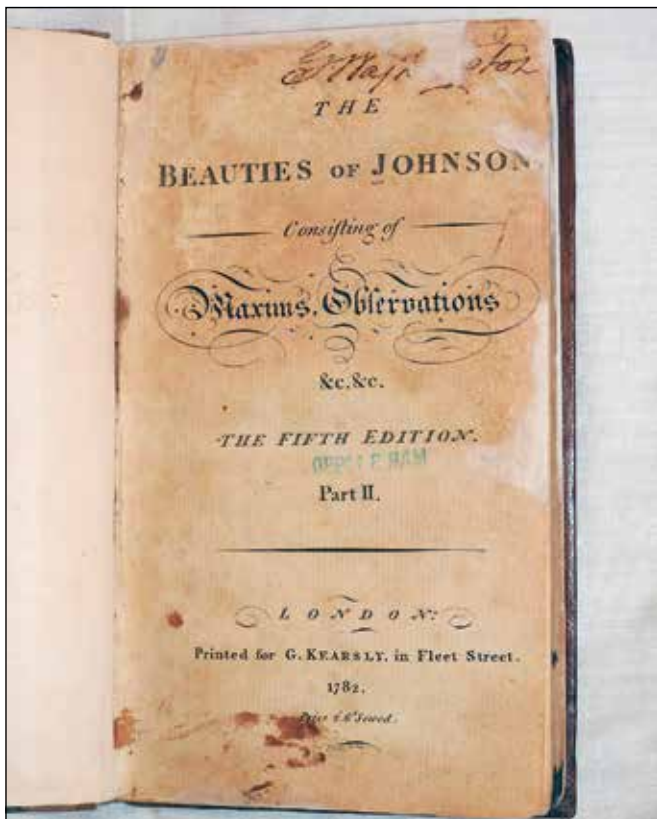 THE
BEAUTIES OF JOHNSON
Consiſting of
Maxims, Obſervations
&c. &c.
THE FIFTH EDITION.
Part II.
LONDON:
Printed for G. KEARSLY, in Fleet Street.
1782.
Sewed.